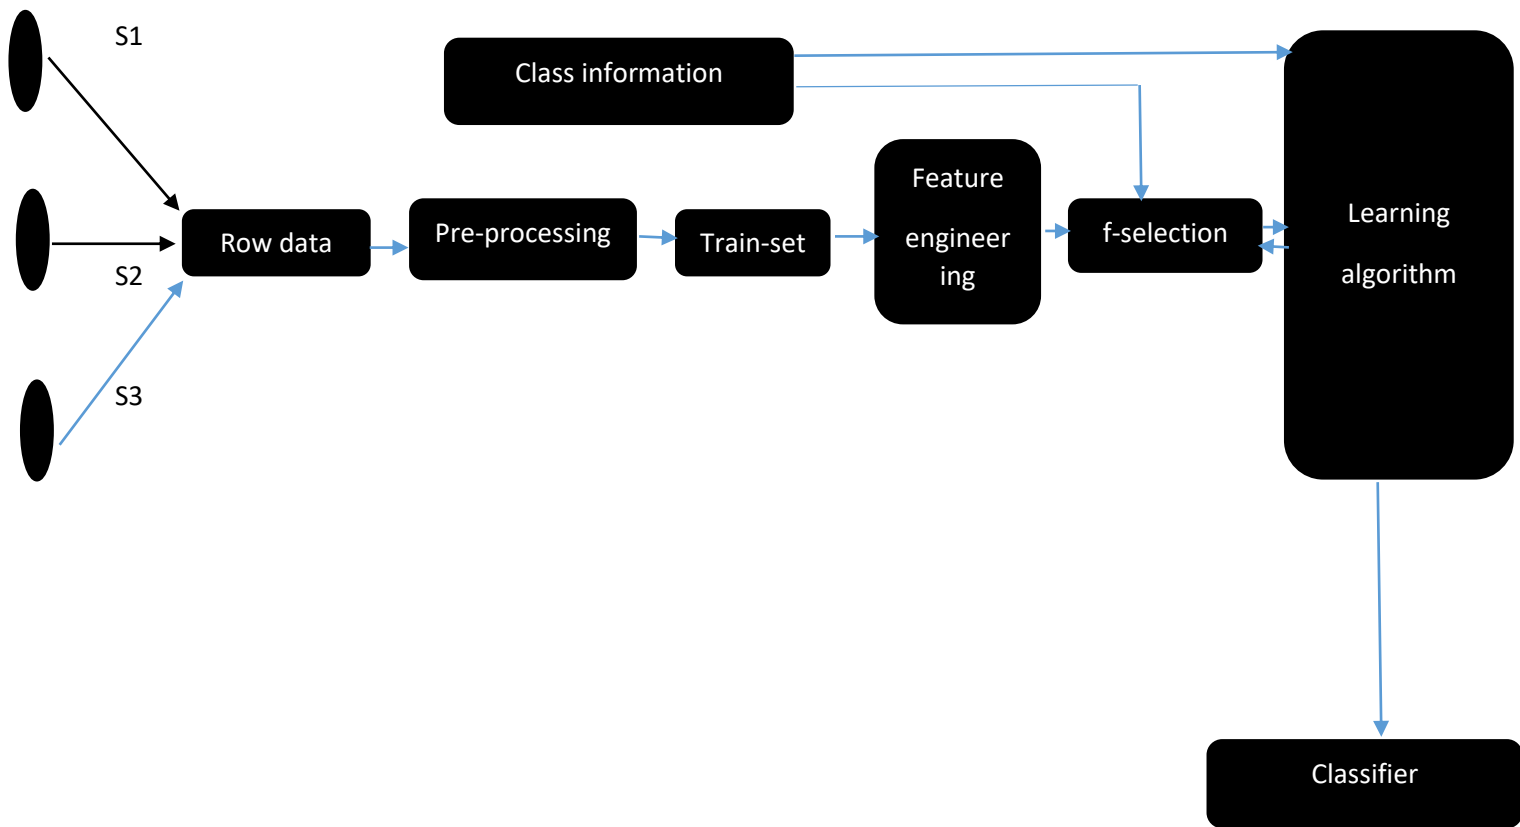 S1
Class information
Feature
engineer
ing
Learning
algorithm
Row data
Pre-processing
Train-set
f-selection
S2
S3
Classifier